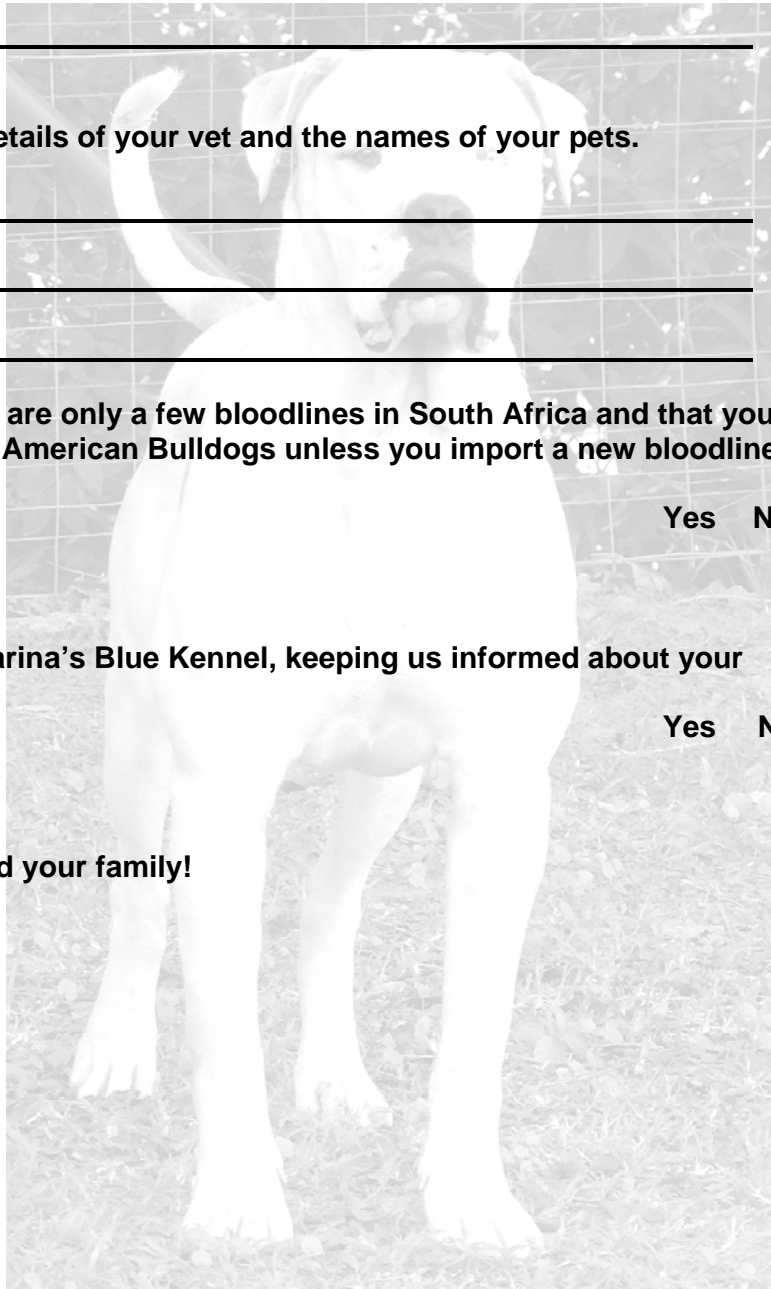 etails of your vet and the names of your pets.
are only a few bloodlines in South Africa and that you
American Bulldogs unless you import a new bloodline
Yes N
arina's Blue Kennel, keeping us informed about your
Yes N
d your family!